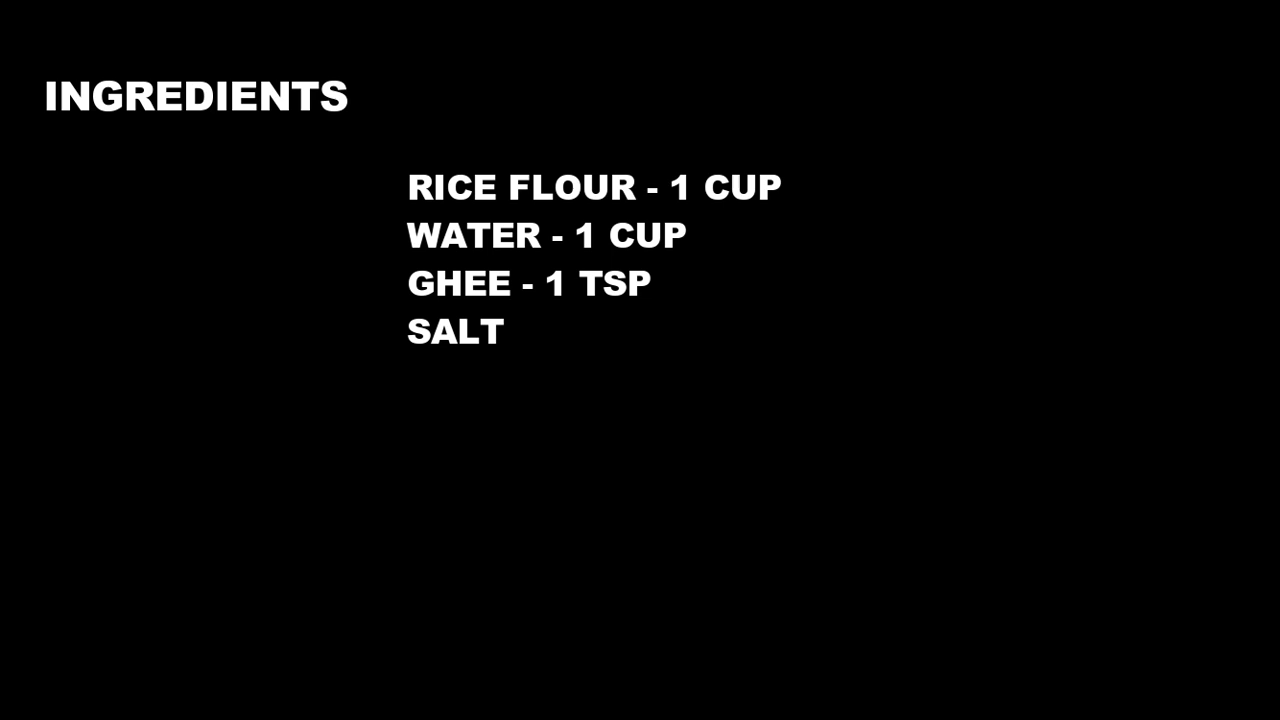 INGREDIENTS
RICE FLOUR - 1 CUP
WATER - 1 CUP
GHEE - 1 TSP
SALT